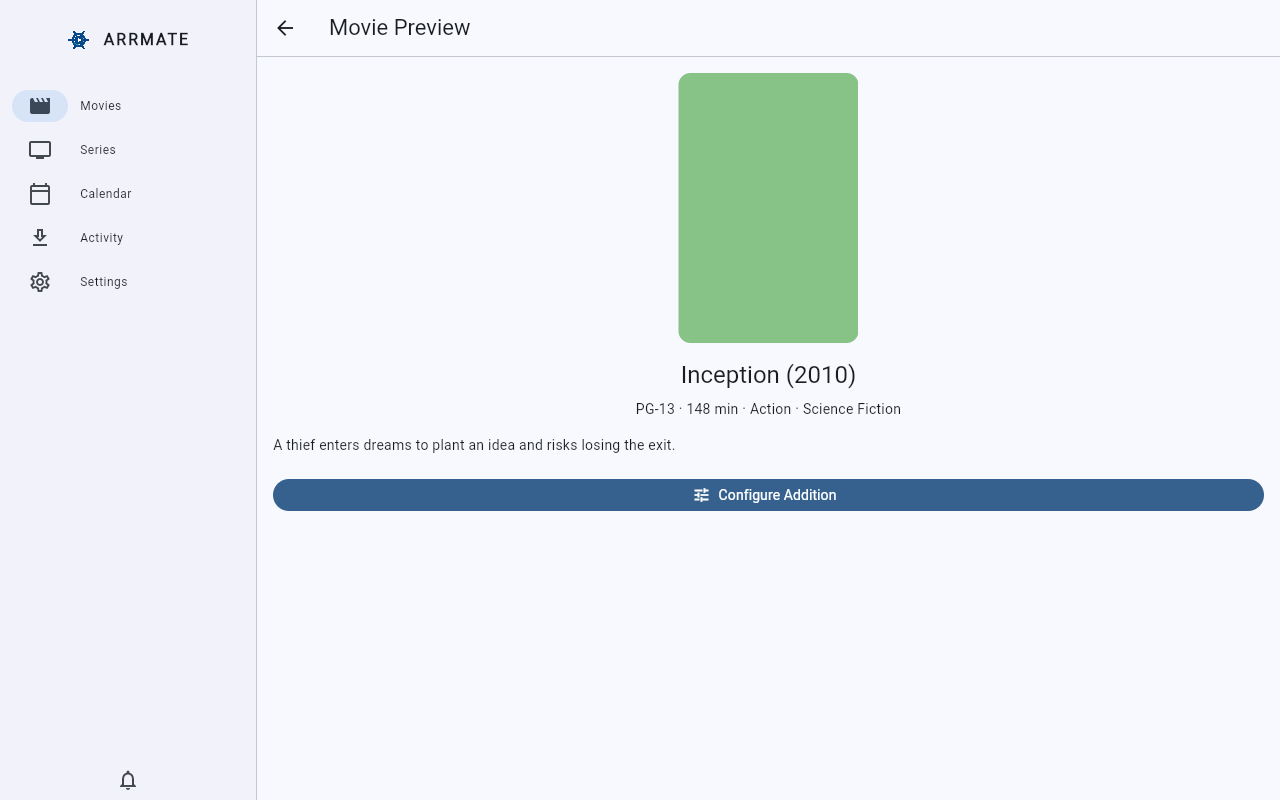 ARRMATE
Movies
Series
Calendar
Activity
Settings
Movie Preview
Inception (2010)
PG-13 · 148 min · Action · Science Fiction
A thief enters dreams to plant an idea and risks losing the exit.
Configure Addition